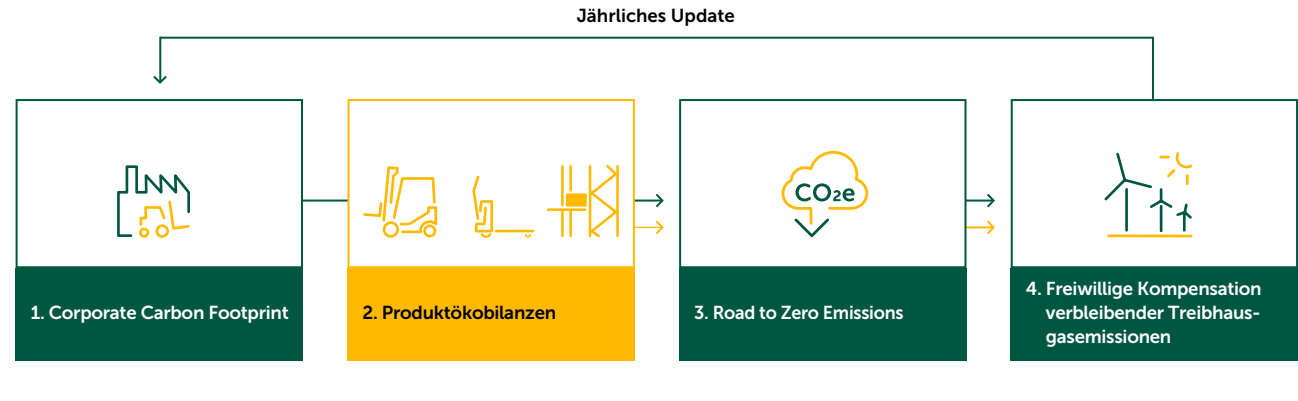 Jährliches Update
CO₂e
1. Corporate Carbon Footprint
2. Produktökobilanzen
3. Road to Zero Emissions
4. Freiwillige Kompensation
verbleibender Treibhaus-
gasemissionen